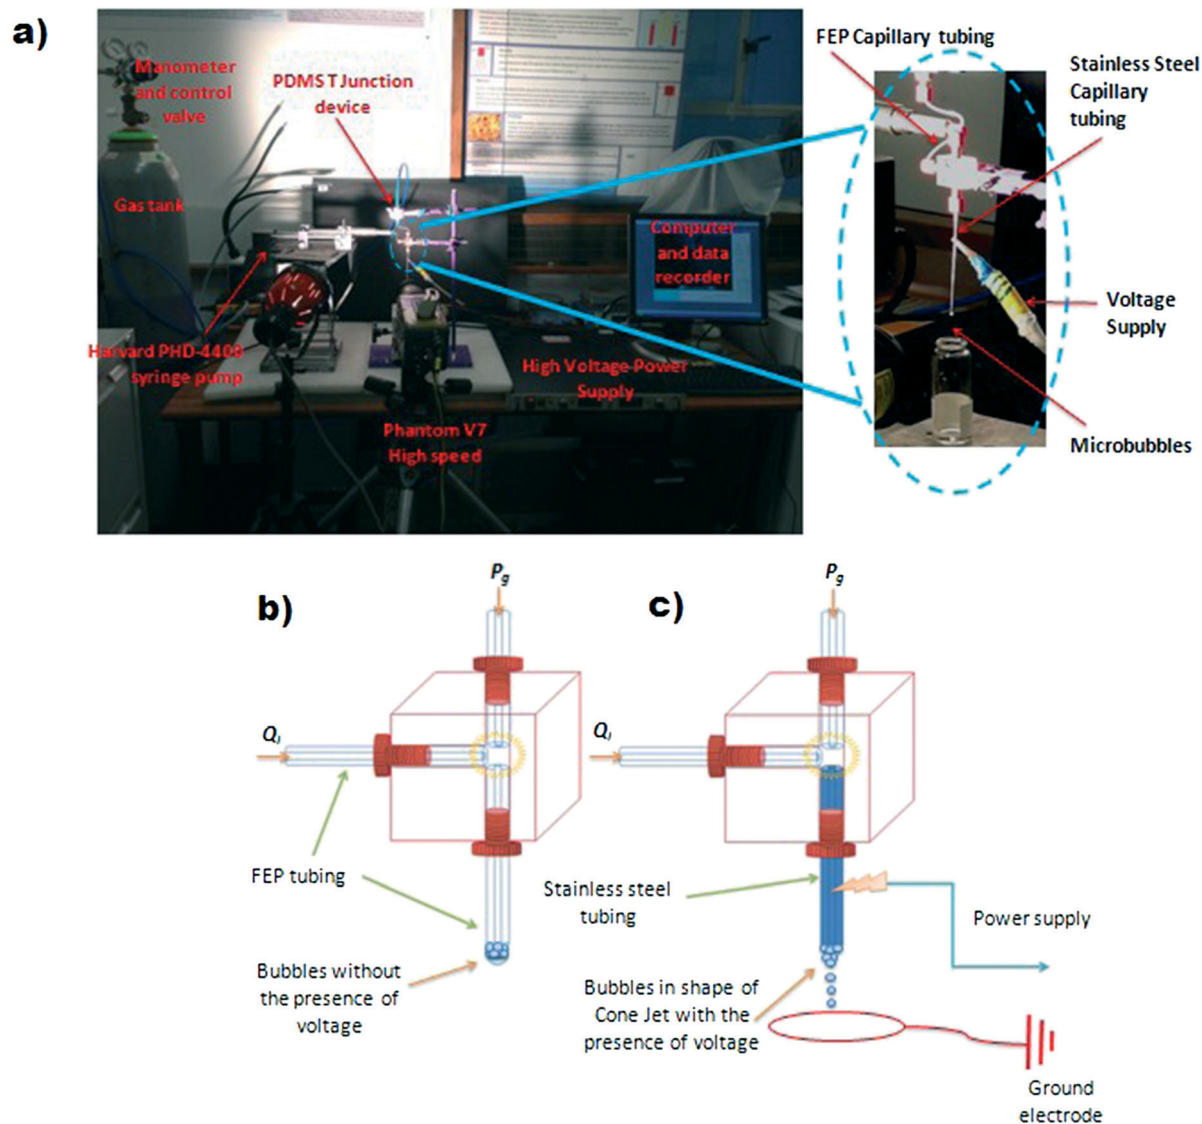 a)
Manometer
and control
valve
PDMS T Junction
device
Gas tank
Computer
and data
recorder
Harvard PHD-4400
syringe pump
High Voltage Power
Supply
Phantom V7
High speed
FEP Capillary tubing
Stainless Steel
Capillary
tubing
Voltage
Supply
Microbubbles
b)
Pg
Ql
FEP tubing
Bubbles without
the presence of
voltage
c)
Pg
Ql
Stainless steel
tubing
Power supply
Bubbles in shape of
Cone Jet with the
presence of voltage
Ground
electrode